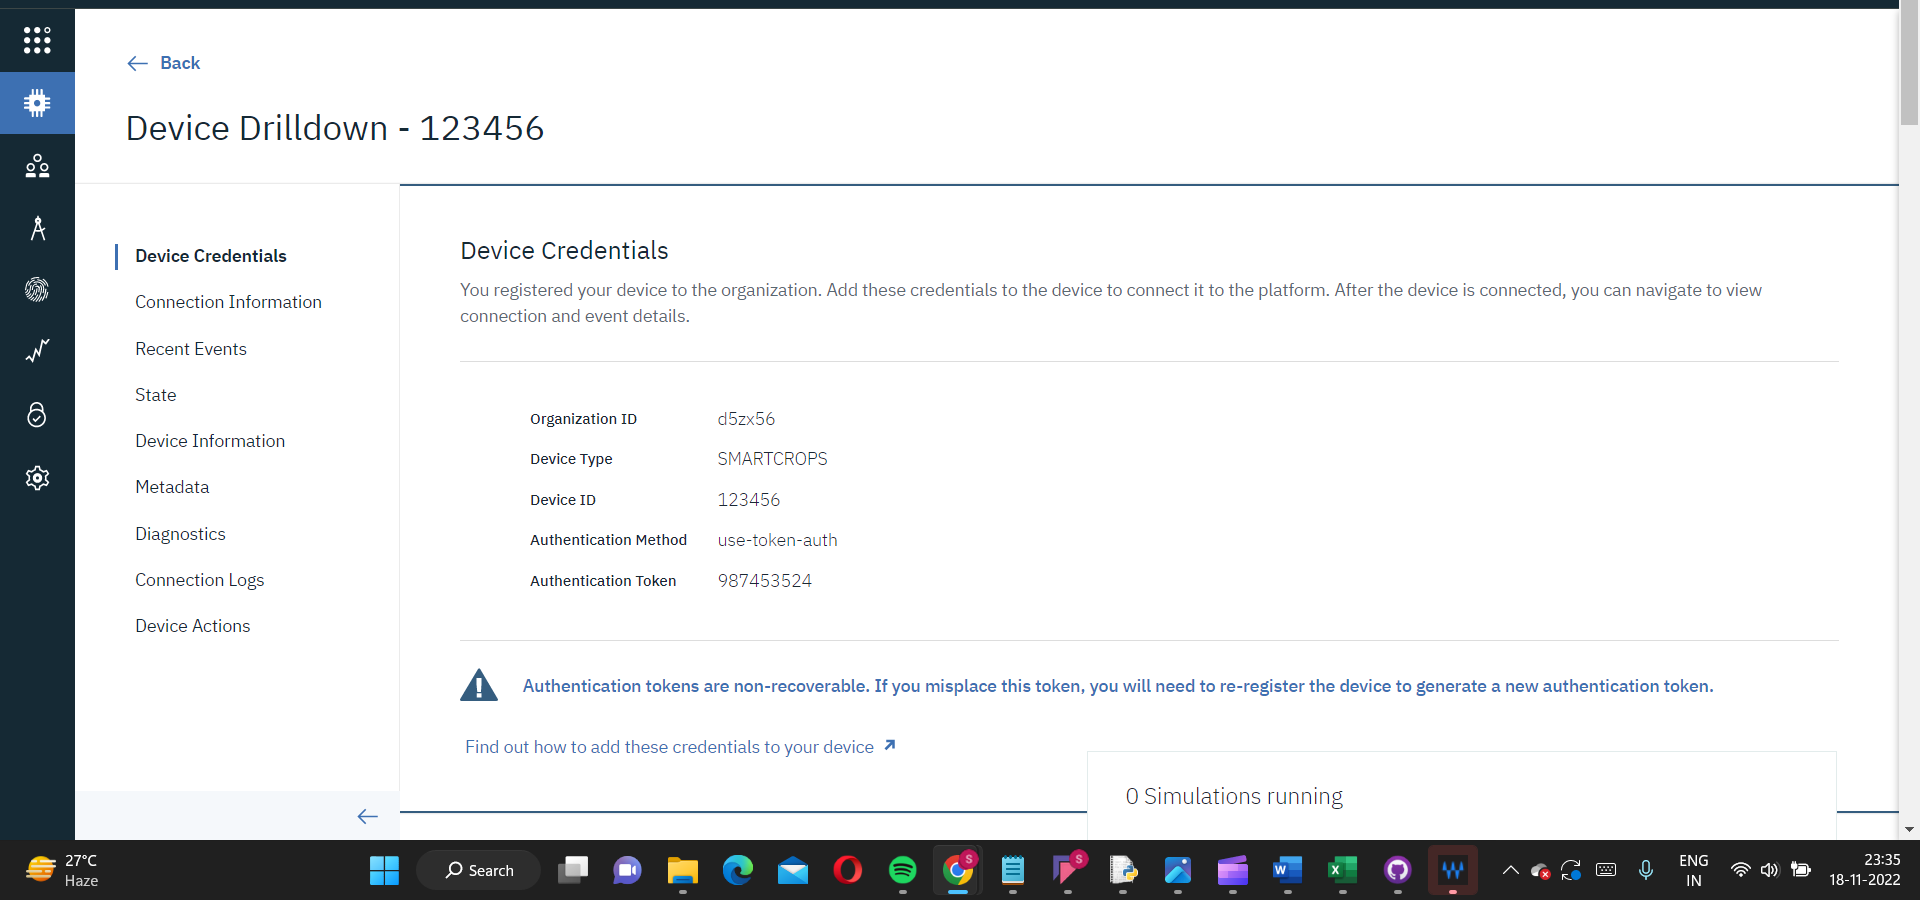 Back
Device Drilldown - 123456
Device Credentials
Connection Information
Recent Events
State
Device Information
Metadata
Diagnostics
Connection Logs
Device Actions
Device Credentials
You registered your device to the organization. Add these credentials to the device to connect it to the platform. After the device is connected, you can navigate to view
connection and event details.
Organization ID d5zx56
Device Type SMARTCROPS
Device ID 123456
Authentication Method use-token-auth
Authentication Token 987453524
Authentication tokens are non-recoverable. If you misplace this token, you will need to re-register the device to generate a new authentication token.
Find out how to add these credentials to your device
0 Simulations running
27°C
Haze
Search
S
S
W
X
ENG
IN
23:35
18-11-2022